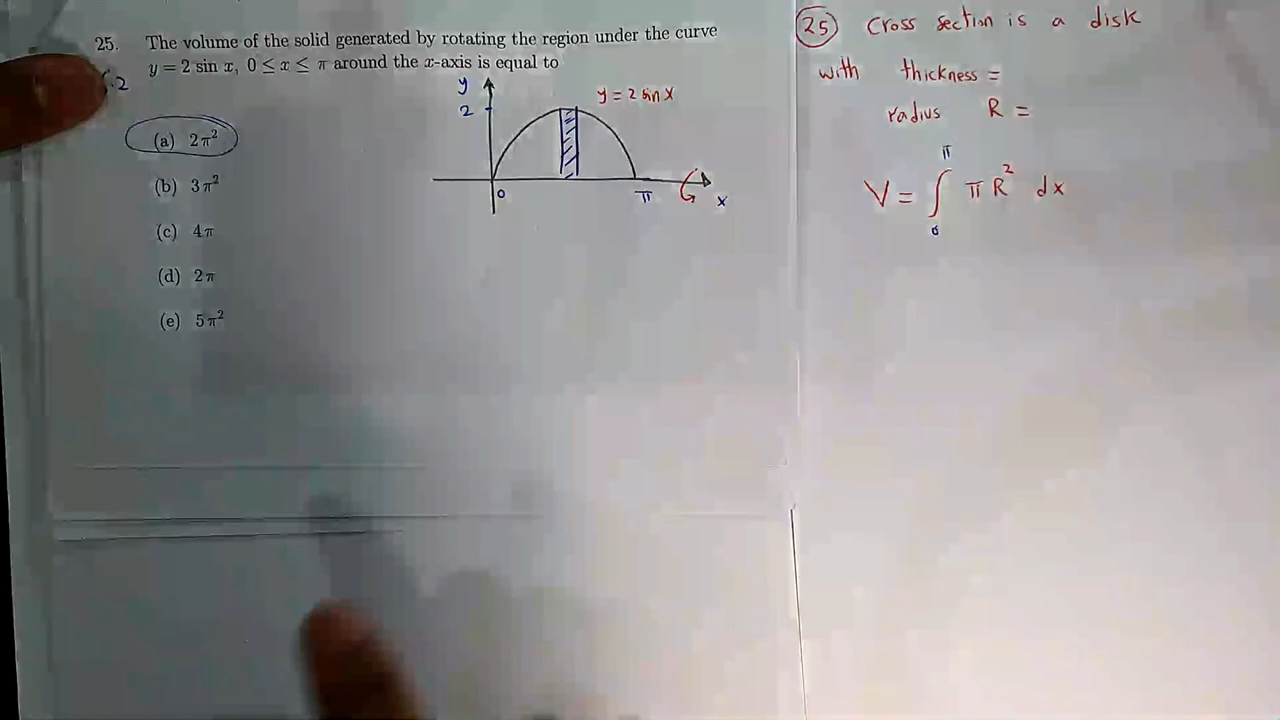 25. The volume of the solid generated by rotating the region under the curve
y = 2 sin x, 0 ≤ x ≤ π around the x-axis is equal to
(a) 2π²
(b) 3π²
(c) 4π
(d) 2π
(e) 5π²
y
2
y = 2 sin x
0
π
x
25 Cross section is a disk
with thickness =
radius R =
V = ∫₀^π π R² dx